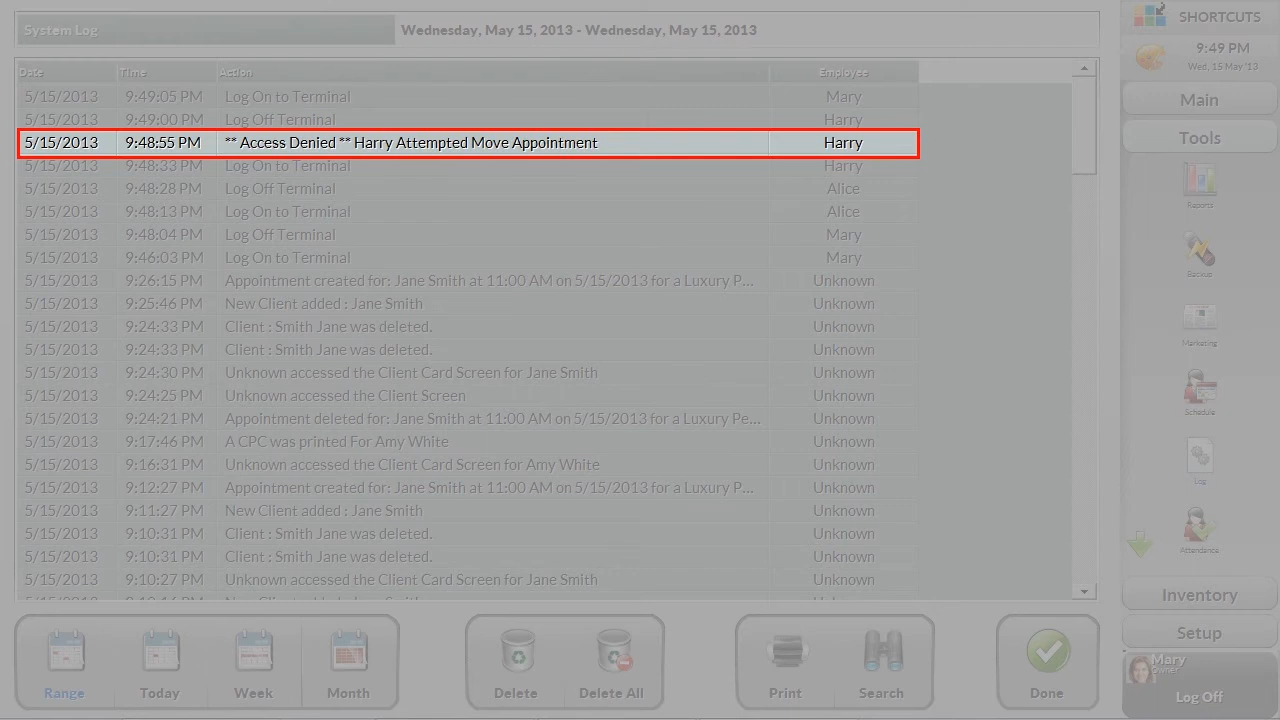 System Log
Wednesday, May 15, 2013 - Wednesday, May 15, 2013
Date Time Action Employee
5/15/2013 9:49:05 PM Log On to Terminal Mary
5/15/2013 9:49:00 PM Log Off Terminal Harry
5/15/2013 9:48:55 PM ** Access Denied ** Harry Attempted Move Appointment Harry
5/15/2013 9:48:33 PM Log On to Terminal Harry
5/15/2013 9:48:28 PM Log Off Terminal Alice
5/15/2013 9:48:13 PM Log On to Terminal Alice
5/15/2013 9:48:04 PM Log Off Terminal Mary
5/15/2013 9:46:03 PM Log On to Terminal Mary
5/15/2013 9:26:15 PM Appointment created for: Jane Smith at 11:00 AM on 5/15/2013 for a Luxury Pe... Unknown
5/15/2013 9:25:46 PM New Client added : Jane Smith Unknown
5/15/2013 9:24:33 PM Client : Smith Jane was deleted. Unknown
5/15/2013 9:24:33 PM Client : Smith Jane was deleted. Unknown
5/15/2013 9:24:30 PM Unknown accessed the Client Card Screen for Jane Smith Unknown
5/15/2013 9:24:25 PM Unknown accessed the Client Screen Unknown
5/15/2013 9:24:21 PM Appointment deleted for: Jane Smith at 11:00 AM on 5/15/2013 for a Luxury Pe... Unknown
5/15/2013 9:17:46 PM A CPC was printed For Amy White Unknown
5/15/2013 9:16:31 PM Unknown accessed the Client Card Screen for Amy White Unknown
5/15/2013 9:12:27 PM Appointment created for: Jane Smith at 11:00 AM on 5/15/2013 for a Luxury P... Unknown
5/15/2013 9:11:27 PM New Client added : Jane Smith Unknown
5/15/2013 9:10:31 PM Client : Smith Jane was deleted. Unknown
5/15/2013 9:10:31 PM Client : Smith Jane was deleted. Unknown
5/15/2013 9:10:27 PM Unknown accessed the Client Card Screen for Jane Smith Unknown
Range
Today
Week
Month
Delete
Delete All
Print
Search
Done
SHORTCUTS
9:49 PM
Wed, 15 May '13
Main
Tools
Reports
Backup
Marketing
Schedule
Log
Attendance
Inventory
Setup
Mary
Owner
Log Off